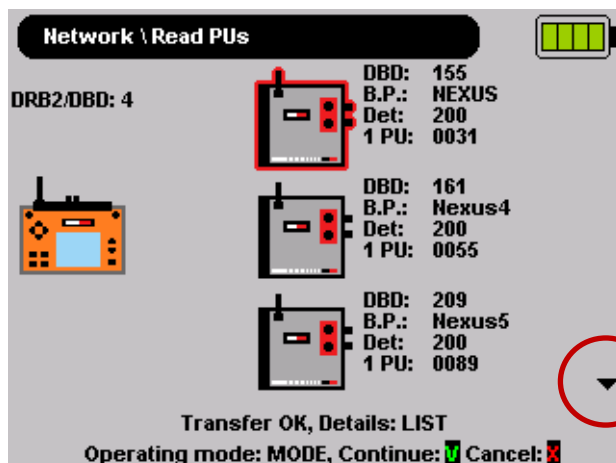 Network \ Read PUs
DRB2/DBD: 4
DBD: 155
B.P.: NEXUS
Det: 200
1 PU: 0031
DBD: 161
B.P.: Nexus4
Det: 200
1 PU: 0055
DBD: 209
B.P.: Nexus5
Det: 200
1 PU: 0089
Transfer OK, Details: LIST
Operating mode: MODE, Continue: V Cancel: X